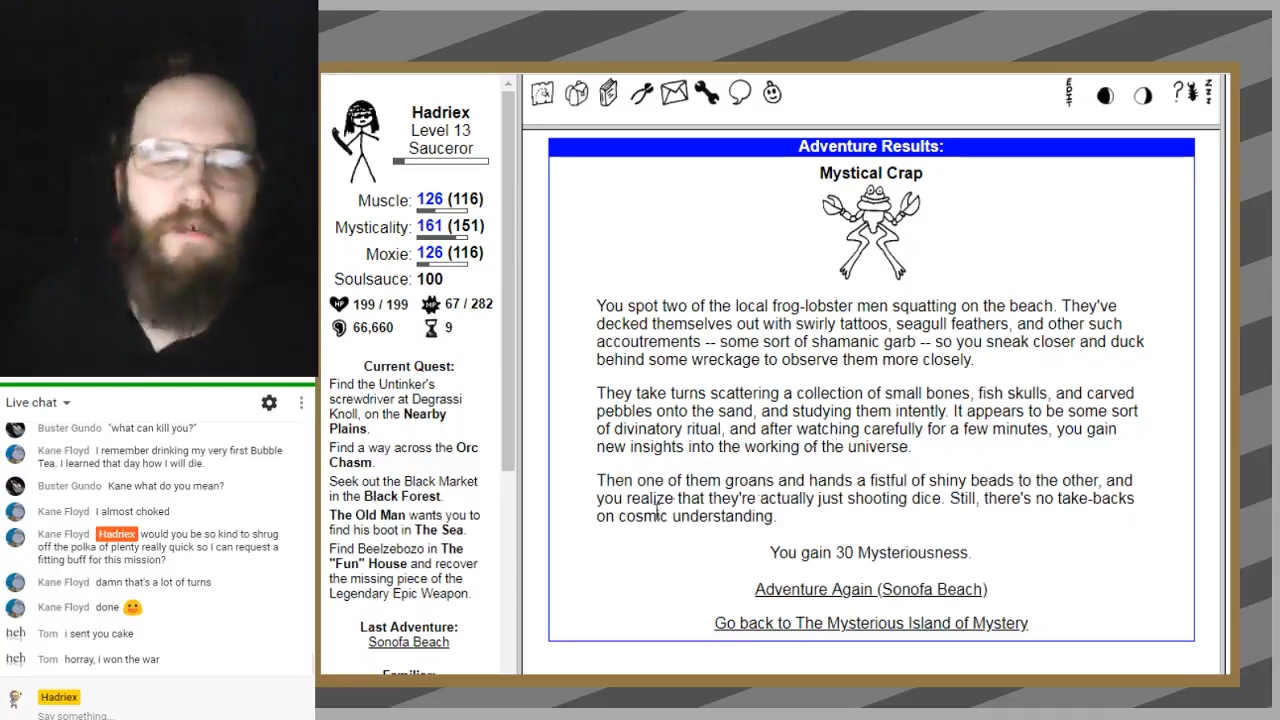 Hadriex
Level 13
Sauceror
Muscle: 126 (116)
Mysticality: 161 (151)
Moxie: 126 (116)
Soulsauce: 100
HP 199 / 199 MP 67 / 282
66,660 9
Current Quest:
Find the Untinker's
screwdriver at Degrassi
Knoll, on the Nearby
Plains.
Find a way across the Orc
Chasm.
Seek out the Black Market
in the Black Forest.
The Old Man wants you to
find his boot in The Sea.
Find Beelzebozo in The
"Fun" House and recover
the missing piece of the
Legendary Epic Weapon.
Last Adventure:
Sonofa Beach
EDIT
? zzz
Adventure Results:
Mystical Crap
You spot two of the local frog-lobster men squatting on the beach. They've
decked themselves out with swirly tattoos, seagull feathers, and other such
accoutrements -- some sort of shamanic garb -- so you sneak closer and duck
behind some wreckage to observe them more closely.
They take turns scattering a collection of small bones, fish skulls, and carved
pebbles onto the sand, and studying them intently. It appears to be some sort
of divinatory ritual, and after watching carefully for a few minutes, you gain
new insights into the working of the universe.
Then one of them groans and hands a fistful of shiny beads to the other, and
you realize that they're actually just shooting dice. Still, there's no take-backs
on cosmic understanding.
You gain 30 Mysteriousness.
Adventure Again (Sonofa Beach)
Go back to The Mysterious Island of Mystery
Live chat
Buster Gundo "what can kill you?"
Kane Floyd I remember drinking my very first Bubble
Tea. I learned that day how I will die.
Buster Gundo Kane what do you mean?
Kane Floyd I almost choked
Kane Floyd Hadriex would you be so kind to shrug
off the polka of plenty really quick so I can request a
fitting buff for this mission?
Kane Floyd damn that's a lot of turns
Kane Floyd done
heh Tom i sent you cake
heh Tom horray, i won the war
Hadriex
Say something...